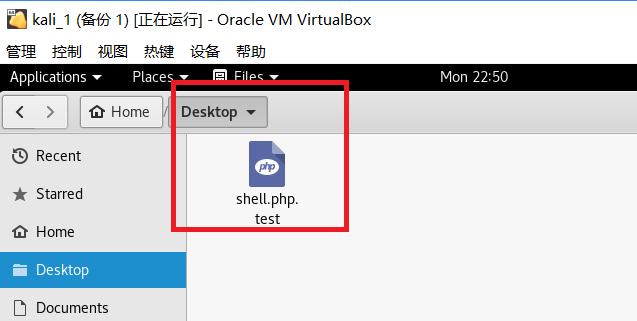 kali_1 (备份 1) [正在运行] - Oracle VM VirtualBox
管理 控制 视图 热键 设备 帮助
Applications Places Files Mon 22:50
Home / Desktop
Recent
Starred
Home
Desktop
Documents
php
shell.php.
test